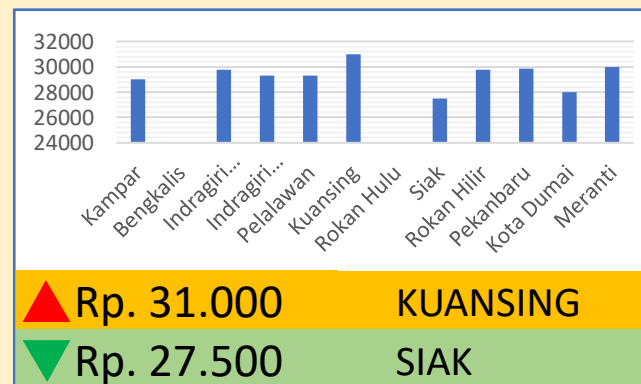 32000
30000
28000
26000
24000
Kampar
Bengkalis
Indragiri...
Indragiri...
Pelalawan
Kuansing
Rokan Hulu
Siak
Rokan Hilir
Pekanbaru
Kota Dumai
Meranti
Rp. 31.000 KUANSING
Rp. 27.500 SIAK